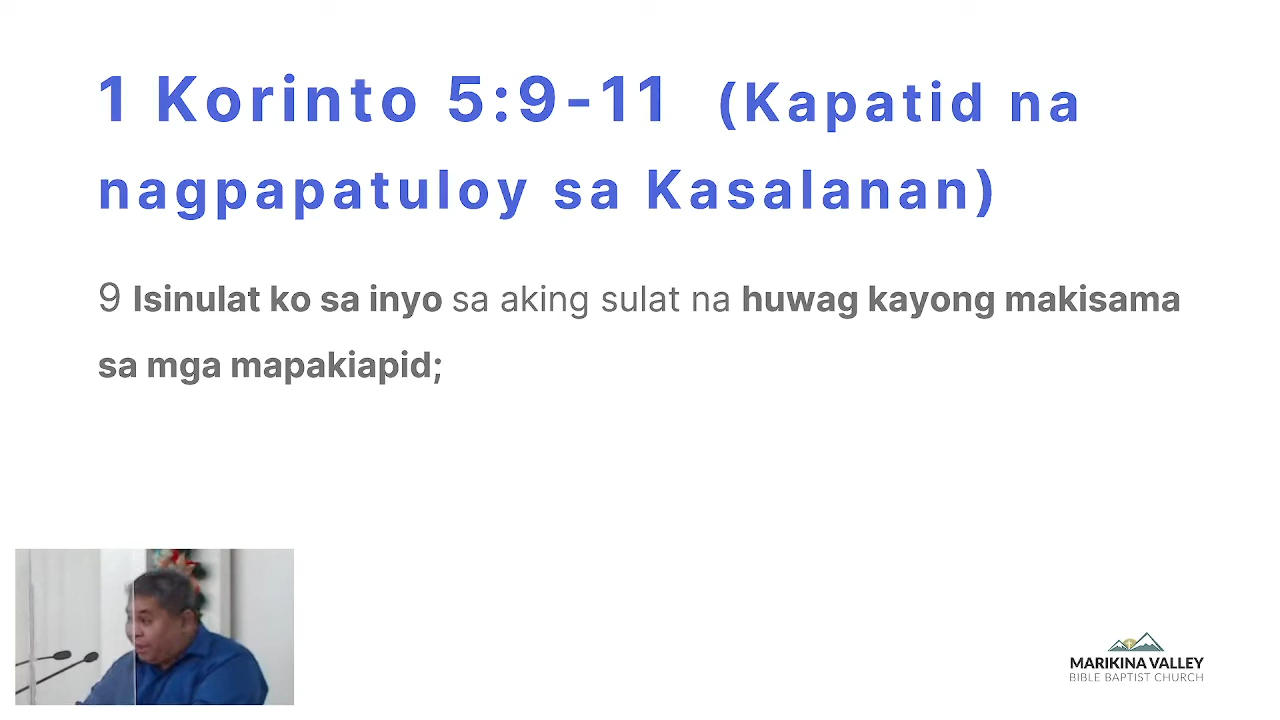 1 Korinto 5:9-11 (Kapatid na
nagpapatuloy sa Kasalanan)
9 Isinulat ko sa inyo sa aking sulat na huwag kayong makisama
sa mga mapakiapid;
MARIKINA VALLEY
BIBLE BAPTIST CHURCH